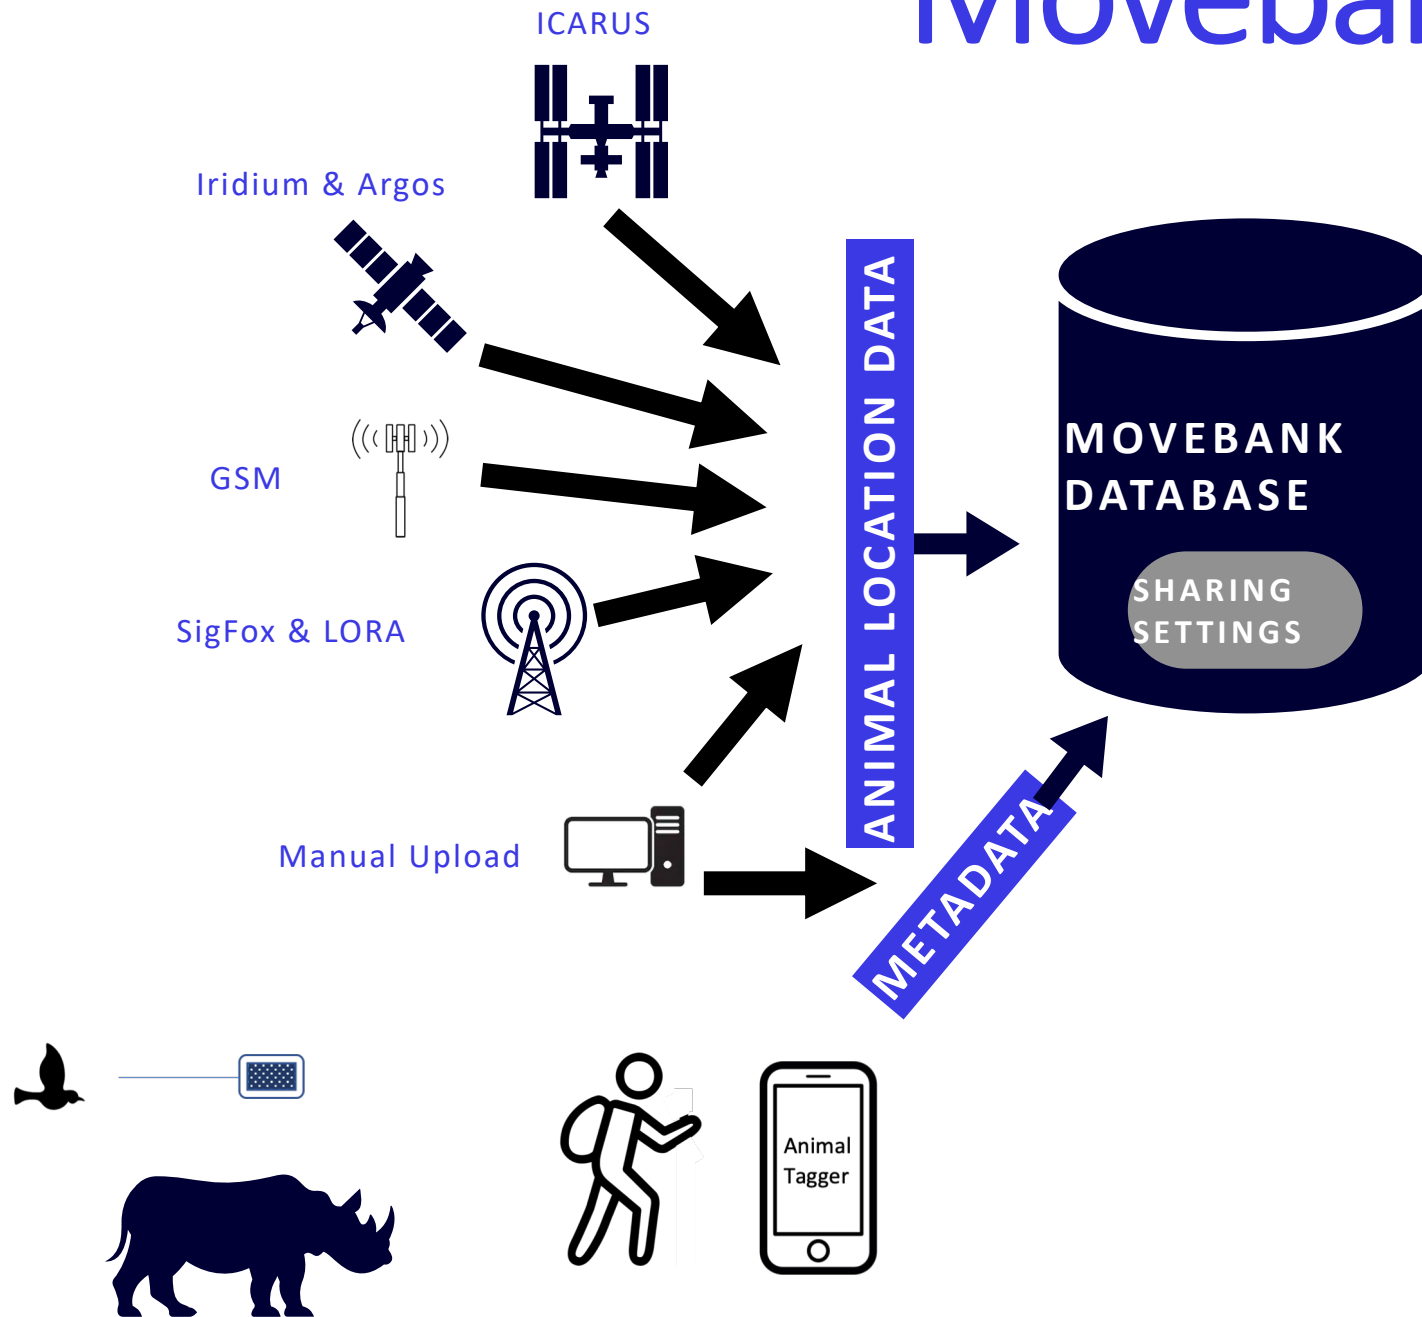 ICARUS
Iridium & Argos
GSM
SigFox & LORA
Manual Upload
ANIMAL LOCATION DATA
METADATA
MOVEBANK
DATABASE
SHARING
SETTINGS
Animal
Tagger